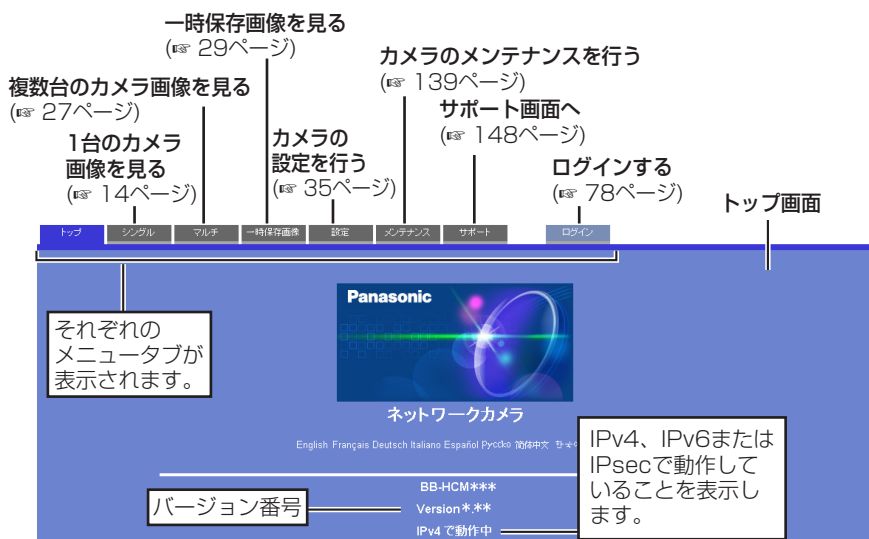 一時保存画像を見る
(☞ 29ページ)
カメラのメンテナンスを行う
(☞ 139ページ)
複数台のカメラ画像を見る
(☞ 27ページ)
サポート画面へ
(☞ 148ページ)
1台のカメラ
画像を見る
(☞ 14ページ)
カメラの
設定を行う
(☞ 35ページ)
ログインする
(☞ 78ページ)
トップ画面
トップ シングル マルチ 一時保存画像 設定 メンテナンス サポート ログイン
それぞれの
メニュータブが
表示されます。
Panasonic
ネットワークカメラ
English Français Deutsch Italiano Español Русско 简体中文
IPv4、IPv6または
IPsecで動作して
いることを表示し
ます。
BB-HCM***
バージョン番号
Version*.**
IPv4 で動作中